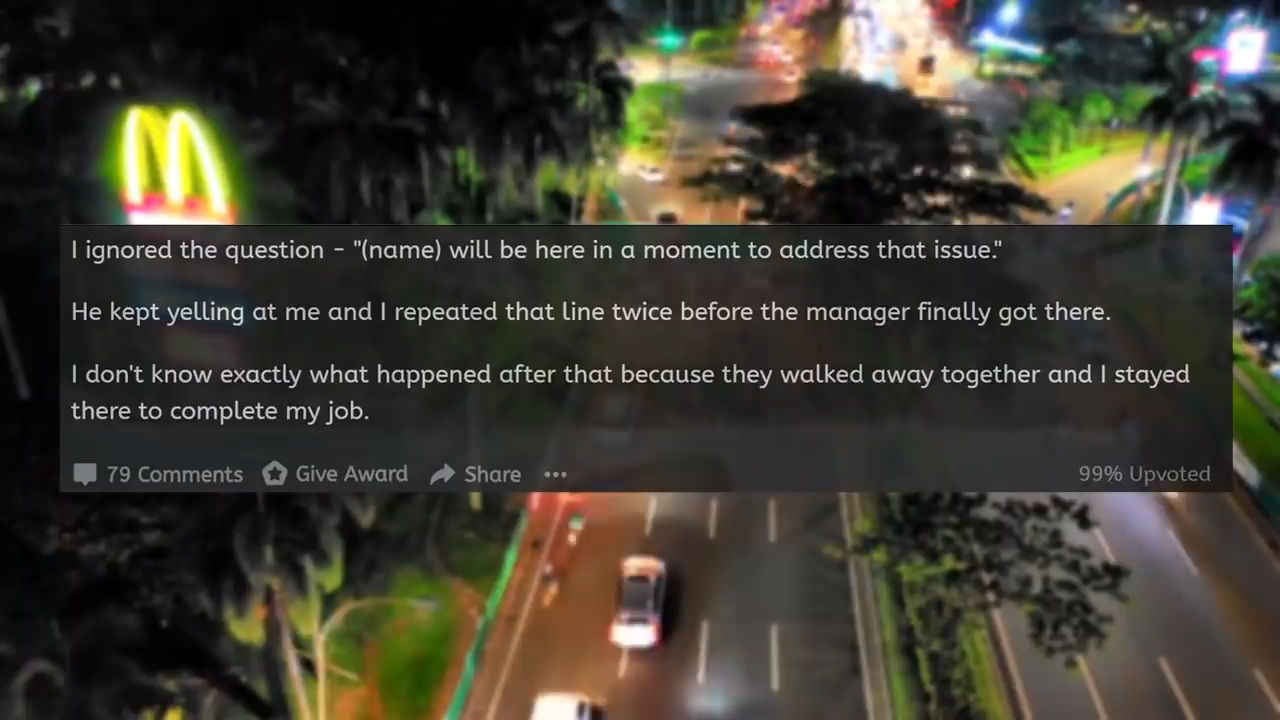 I ignored the question - "(name) will be here in a moment to address that issue."
He kept yelling at me and I repeated that line twice before the manager finally got there.
I don't know exactly what happened after that because they walked away together and I stayed
there to complete my job.
79 Comments Give Award Share ••• 99% Upvoted